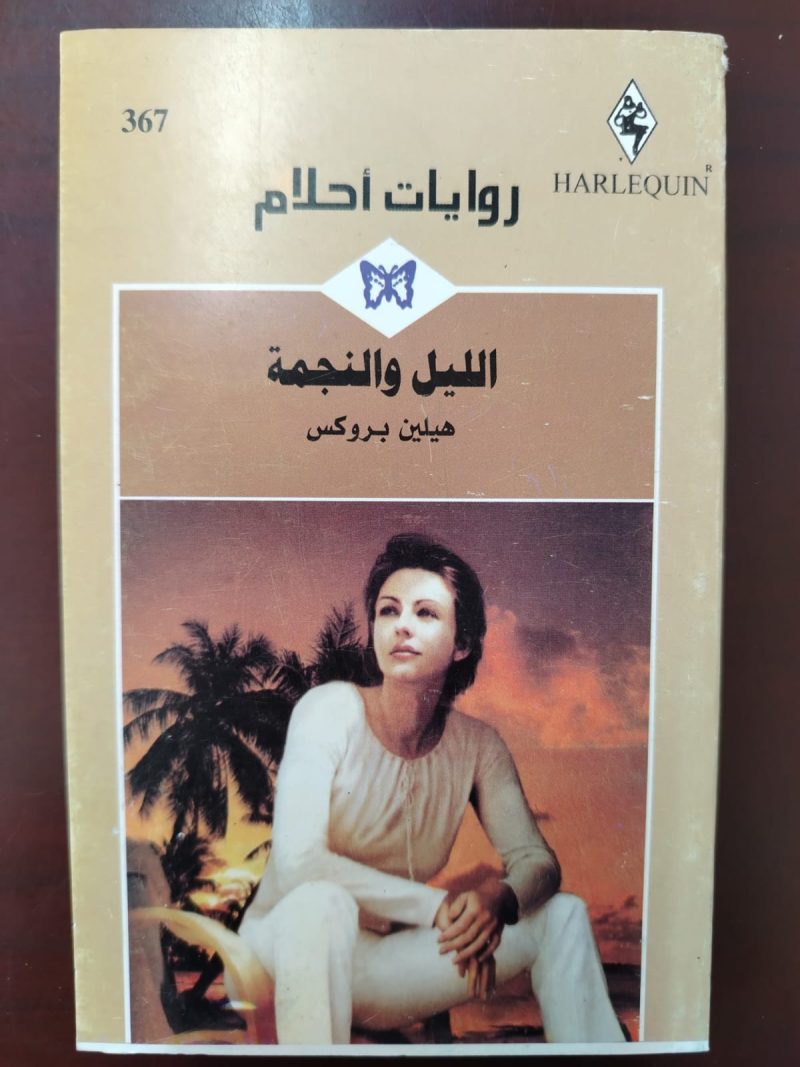 367
HARLEQUIN
R
روايات أحلام
الليل والنجمة
هيلين بروكس